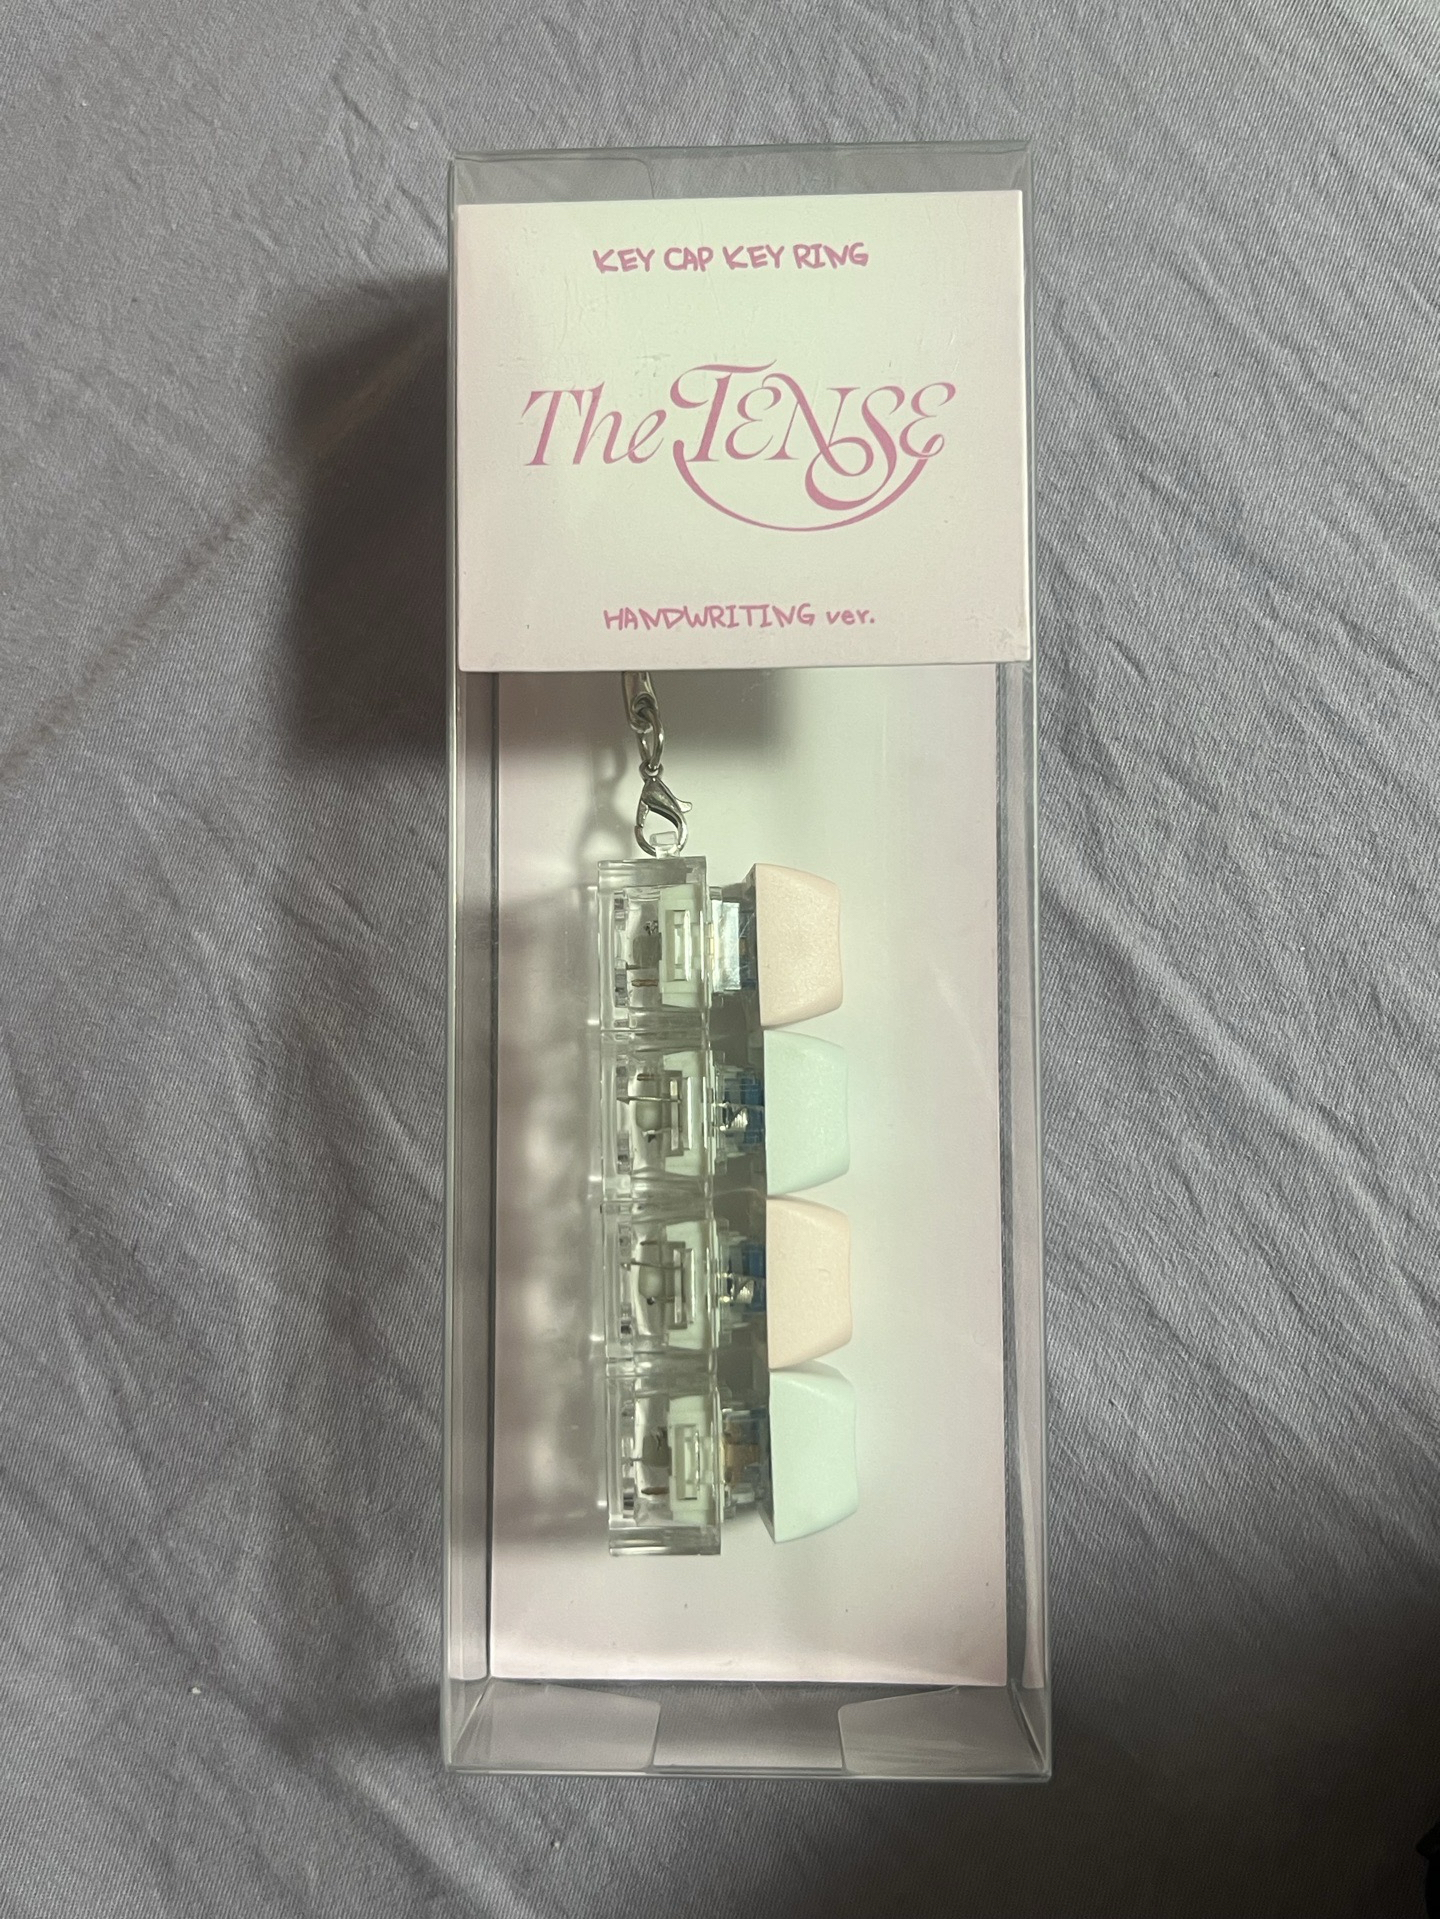 KEY CAP KEY RING
The TENSE
HANDWRITING ver.